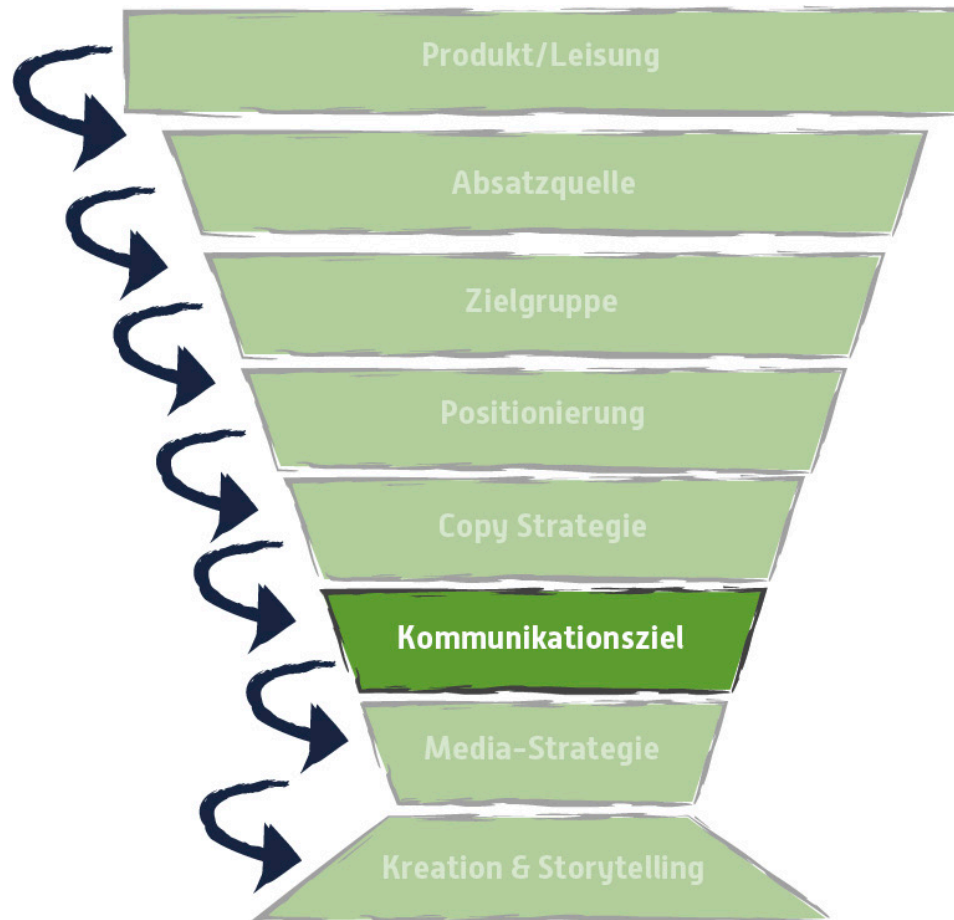 Produkt/Leisung
Absatzquelle
Zielgruppe
Positionierung
Copy Strategie
Kommunikationsziel
Media-Strategie
Kreation & Storytelling